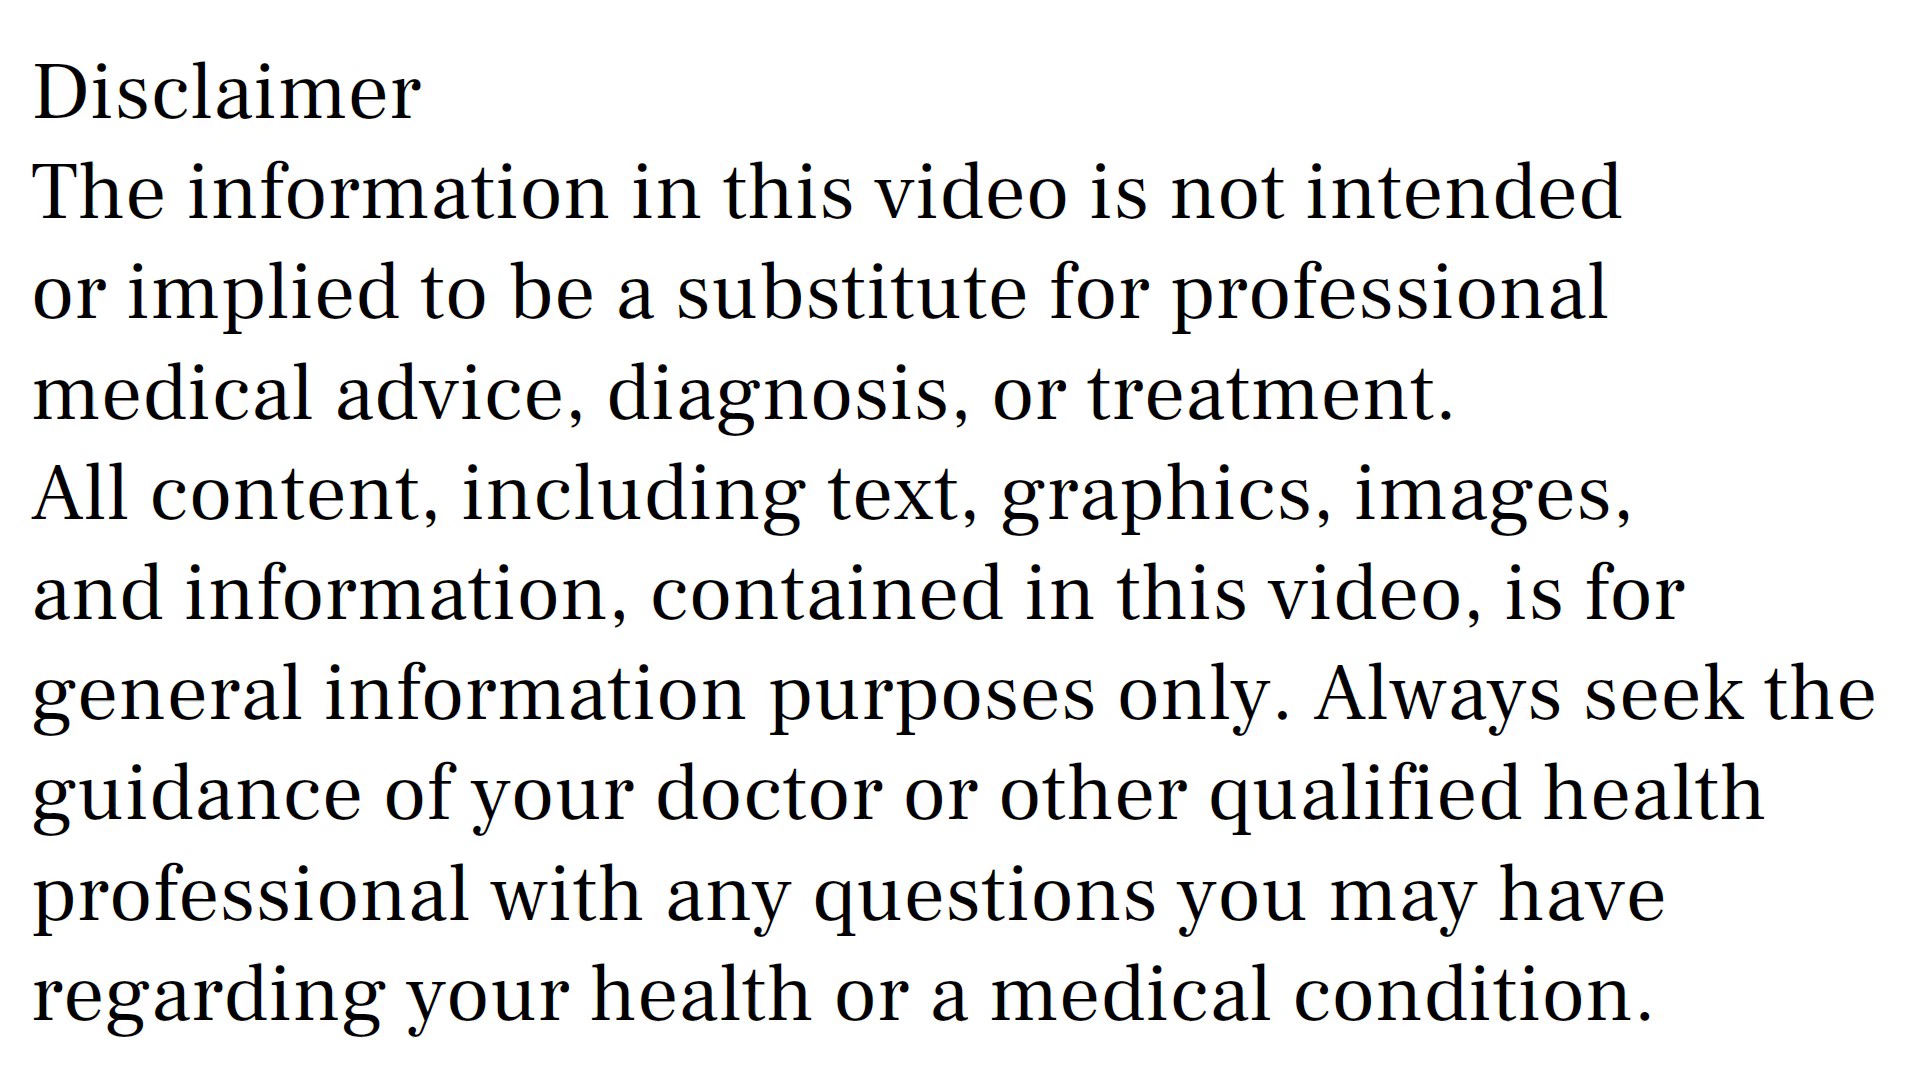 Disclaimer
The information in this video is not intended
or implied to be a substitute for professional
medical advice, diagnosis, or treatment.
All content, including text, graphics, images,
and information, contained in this video, is for
general information purposes only. Always seek the
guidance of your doctor or other qualified health
professional with any questions you may have
regarding your health or a medical condition.